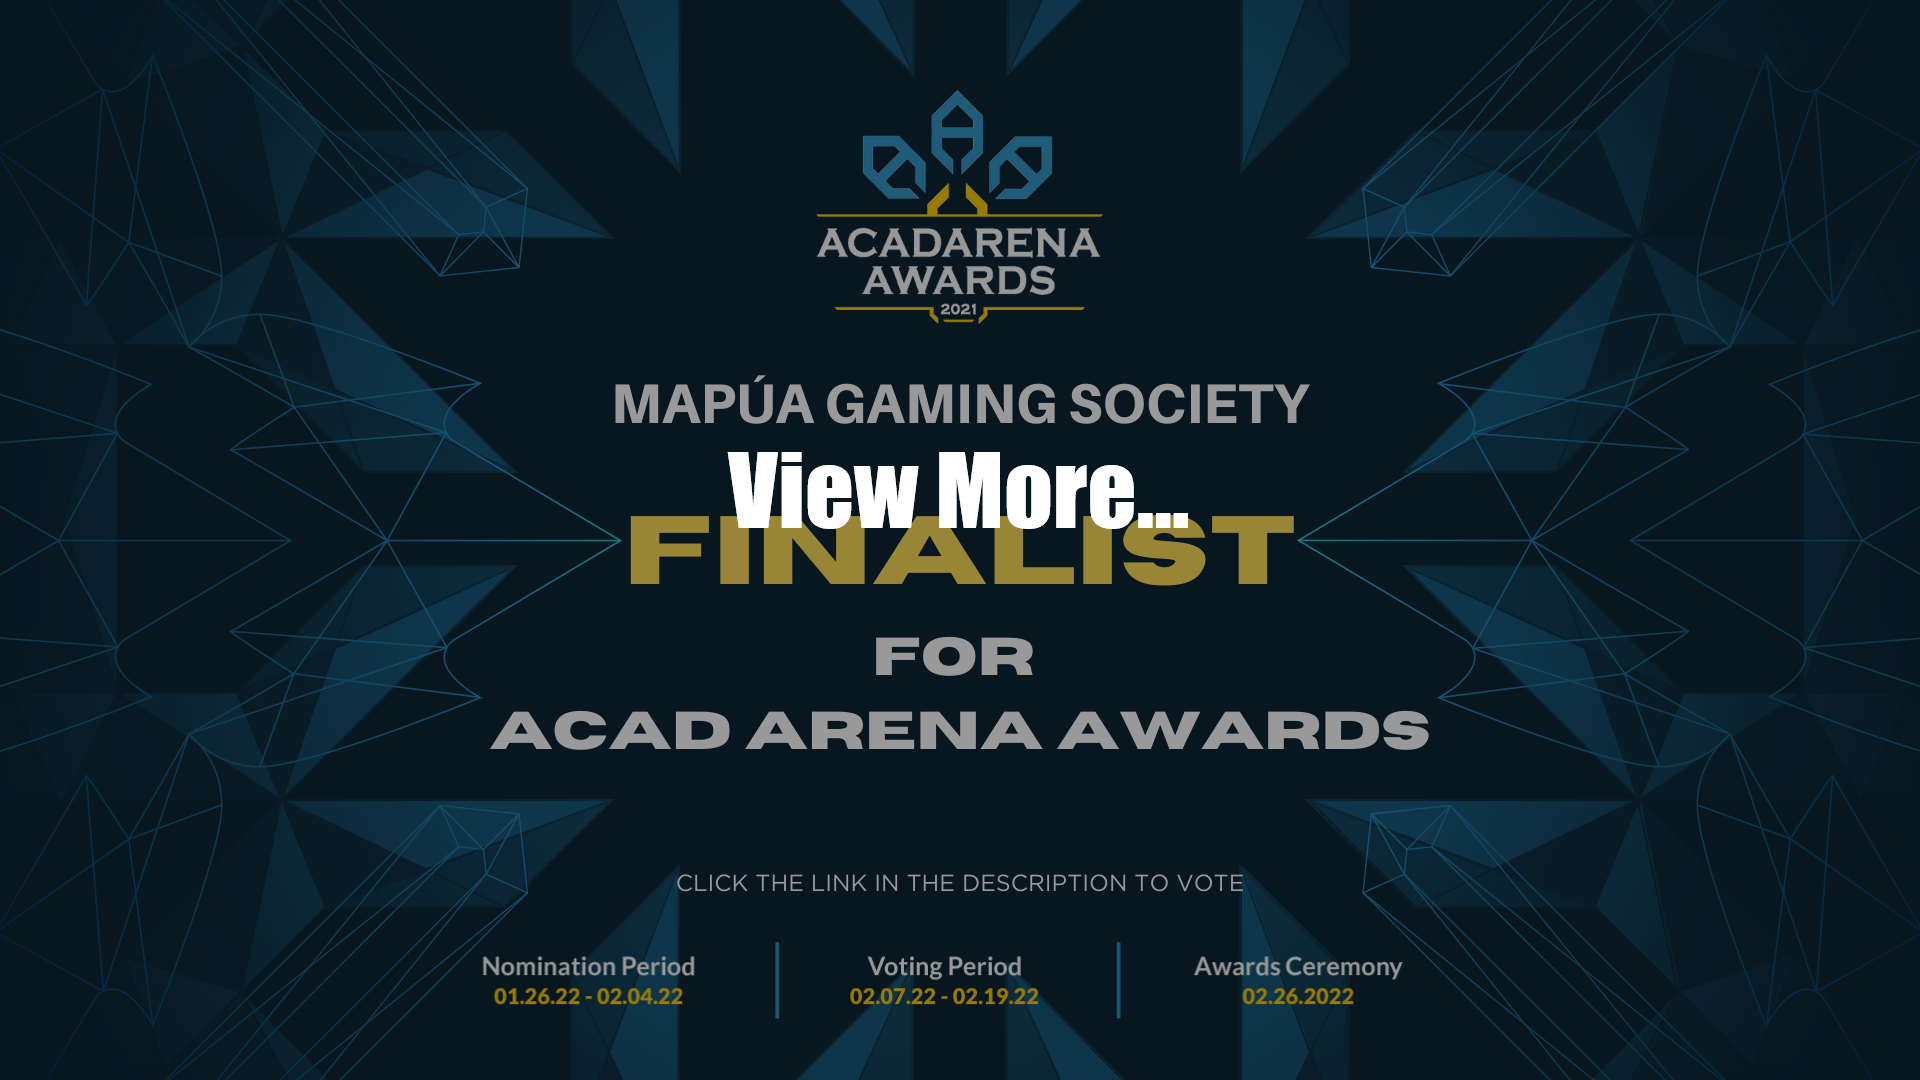 ACADARENA
AWARDS
2021
MAPÚA GAMING SOCIETY
View More...
FINALIST
FOR
ACAD ARENA AWARDS
CLICK THE LINK IN THE DESCRIPTION TO VOTE
Nomination Period
01.26.22 - 02.04.22
Voting Period
02.07.22 - 02.19.22
Awards Ceremony
02.26.2022